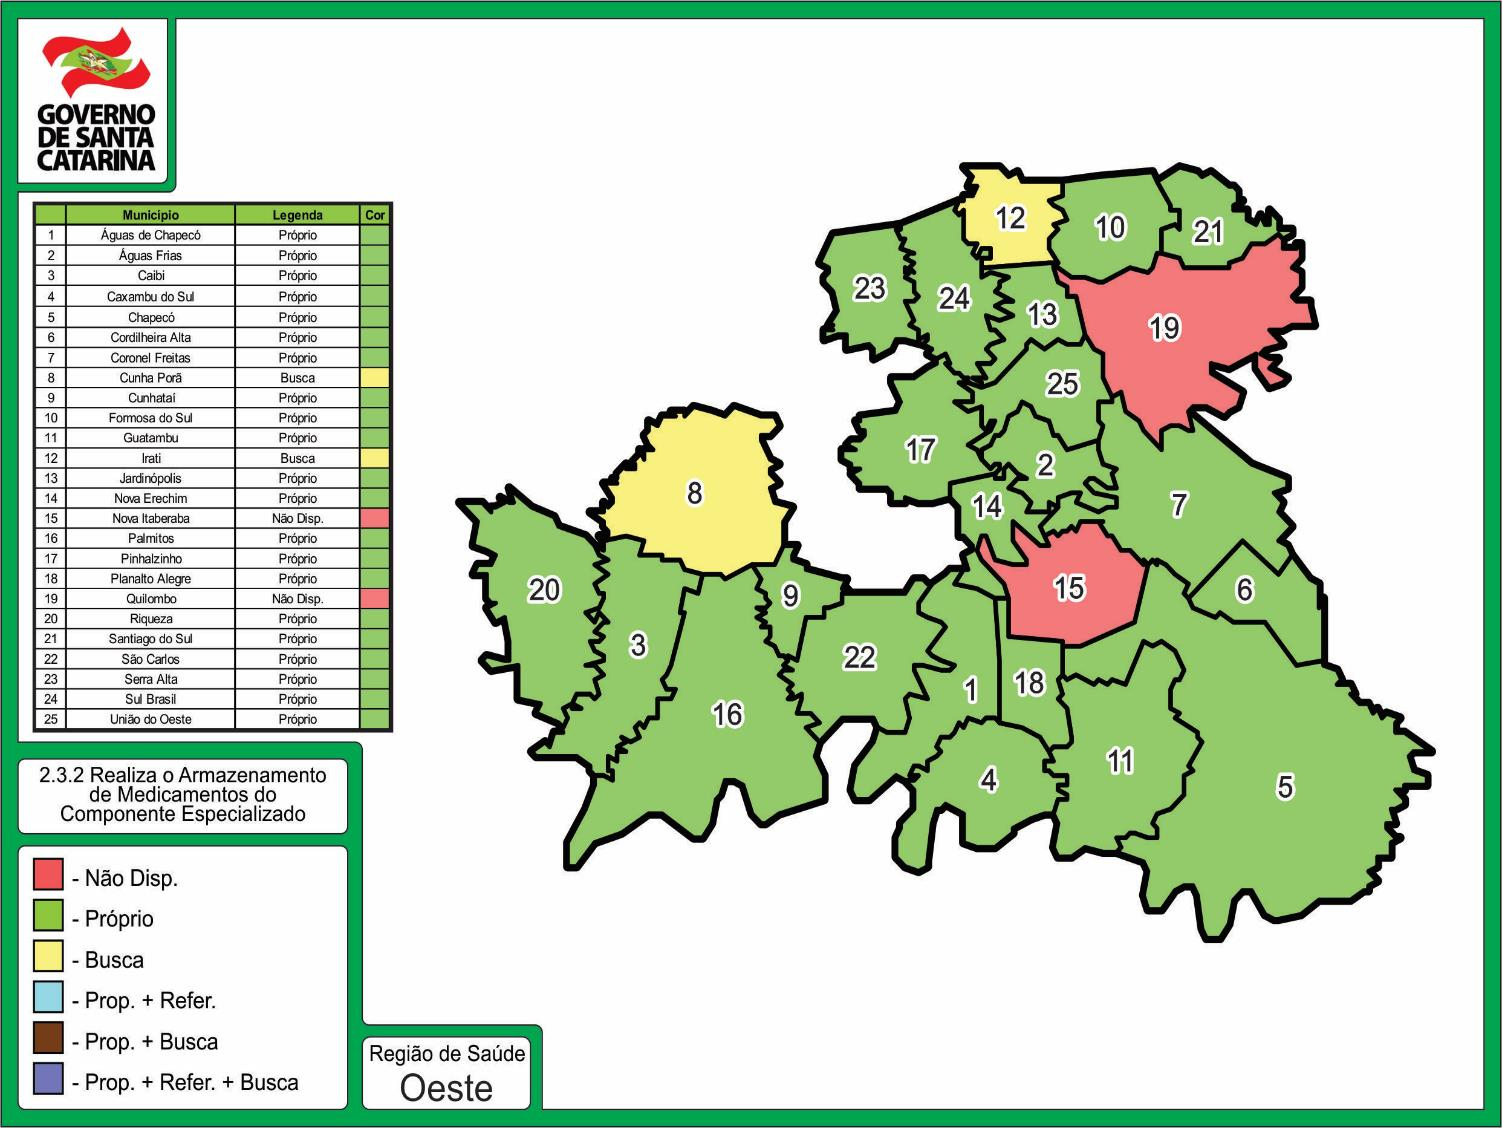 GOVERNO
DE SANTA
CATARINA
Município Legenda Cor
1 Águas de Chapecó Próprio
2 Águas Frias Próprio
3 Caibi Próprio
4 Caxambu do Sul Próprio
5 Chapecó Próprio
6 Cordilheira Alta Próprio
7 Coronel Freitas Próprio
8 Cunha Porã Busca
9 Cunhataí Próprio
10 Formosa do Sul Próprio
11 Guatambu Próprio
12 Irati Busca
13 Jardinópolis Próprio
14 Nova Erechim Próprio
15 Nova Itaberaba Não Disp.
16 Palmitos Próprio
17 Pinhalzinho Próprio
18 Planalto Alegre Próprio
19 Quilombo Não Disp.
20 Riqueza Próprio
21 Santiago do Sul Próprio
22 São Carlos Próprio
23 Serra Alta Próprio
24 Sul Brasil Próprio
25 União do Oeste Próprio
2.3.2 Realiza o Armazenamento
de Medicamentos do
Componente Especializado
- Não Disp.
- Próprio
- Busca
- Prop. + Refer.
- Prop. + Busca
- Prop. + Refer. + Busca
Região de Saúde
Oeste
12
10
21
23
24
13
19
25
17
2
8
14
7
20
9
15
6
3
22
1
18
16
4
11
5